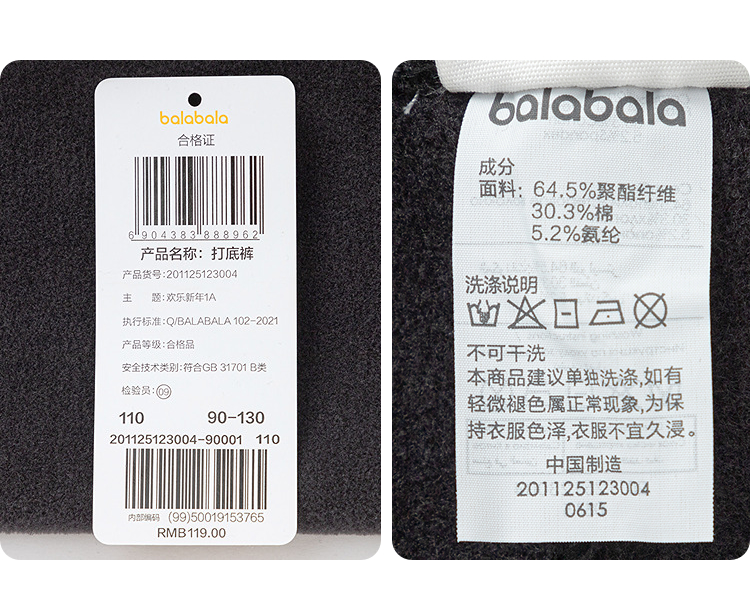 balabala
合格证
6904383888962
产品名称: 打底裤
产品货号: 201125123004
主 题: 欢乐新年1A
执行标准: Q/BALABALA 102-2021
产品等级: 合格品
安全技术类别: 符合GB 31701 B类
检验员: 09
110 90-130
201125123004-90001 110
内部编码 (99)50019153765
RMB119.00
balabala
成分
面料: 64.5%聚酯纤维
30.3%棉
5.2%氨纶
洗涤说明
不可干洗
本商品建议单独洗涤,如有
轻微褪色属正常现象,为保
持衣服色泽,衣服不宜久浸。
中国制造
201125123004
0615